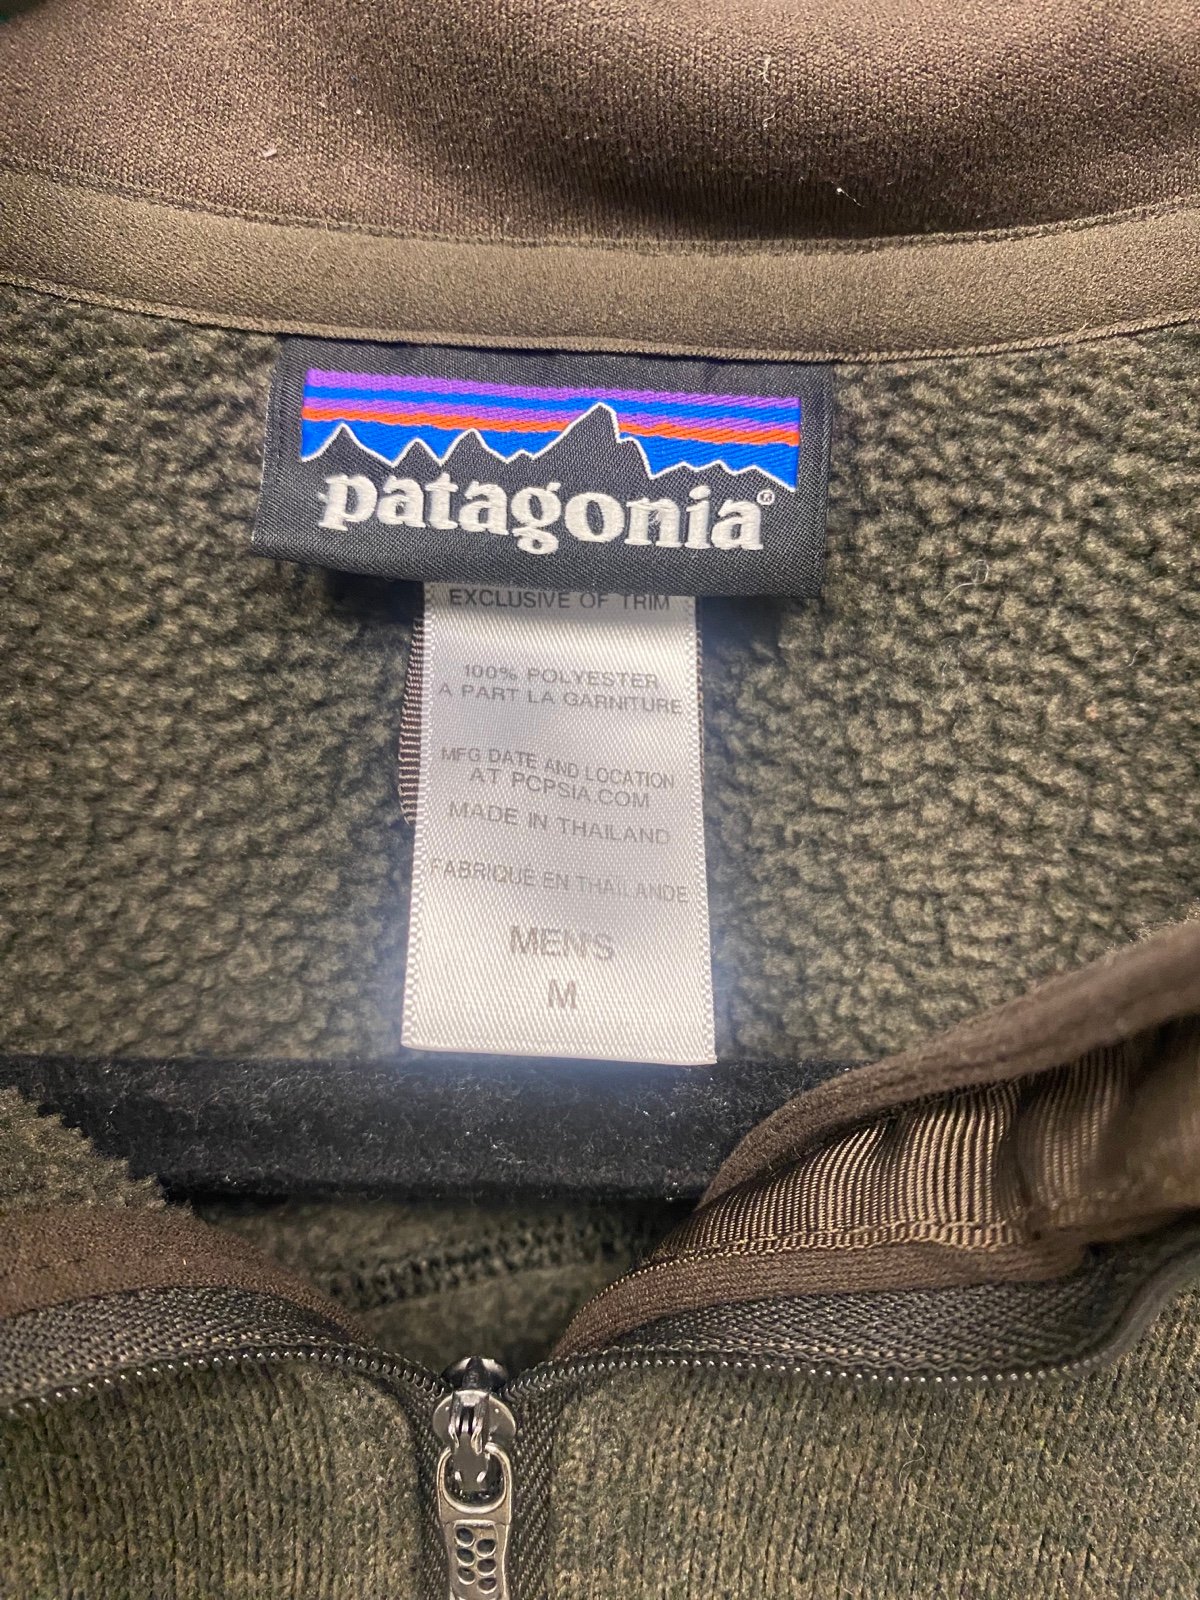 patagonia®
EXCLUSIVE OF TRIM
100% POLYESTER
A PART LA GARNITURE
MFG DATE AND LOCATION
AT PCPSIA.COM
MADE IN THAILAND
FABRIQUÉ EN THAÏLANDE
MEN'S
M